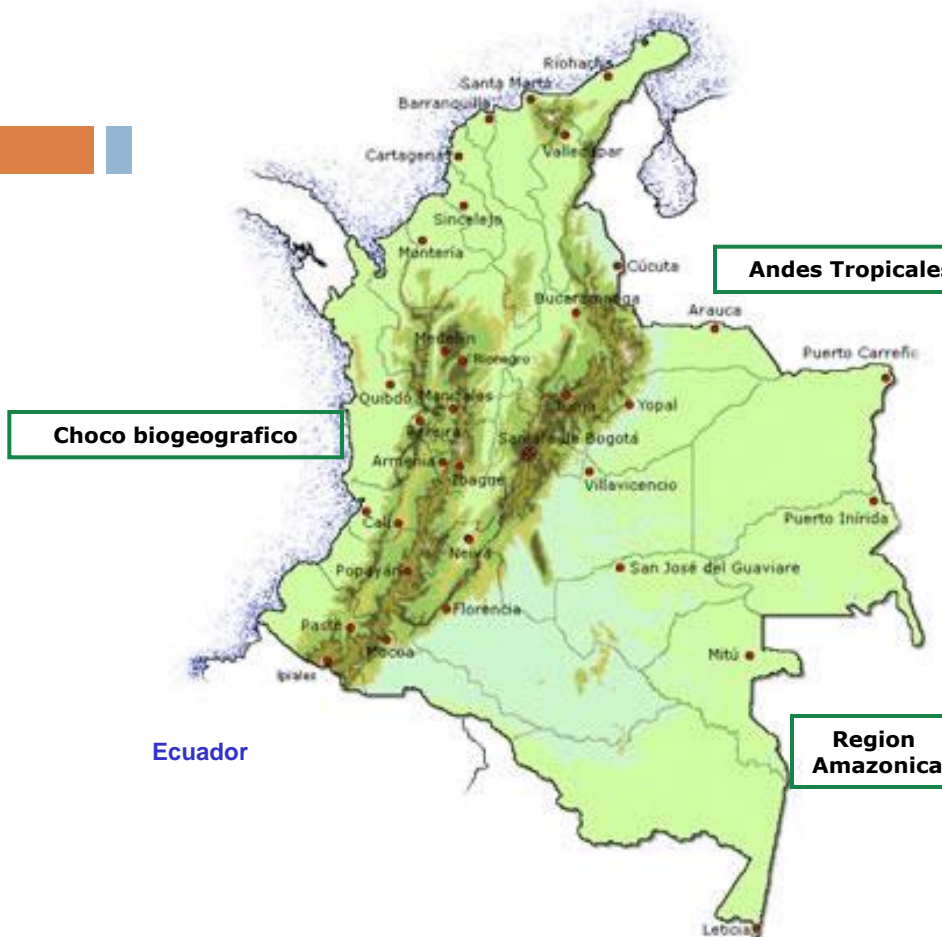 Riohacha
Santa Marta
Barranquilla
Valledupar
Cartagena
Sincelejo
Montería
Cúcuta
Andes Tropicales
Bucaramanga
Arauca
Medellín
Rionegro
Puerto Carreño
Quibdó
Manizales
Yopal
Tunja
Choco biogeografico
Pereira
Santafé de Bogotá
Armenia
Ibagué
Villavicencio
Cali
Puerto Inírida
Neiva
Popayán
San José del Guaviare
Florencia
Pasto
Mocoa
Mitú
Ipiales
Ecuador
Region
Amazonica
Leticia